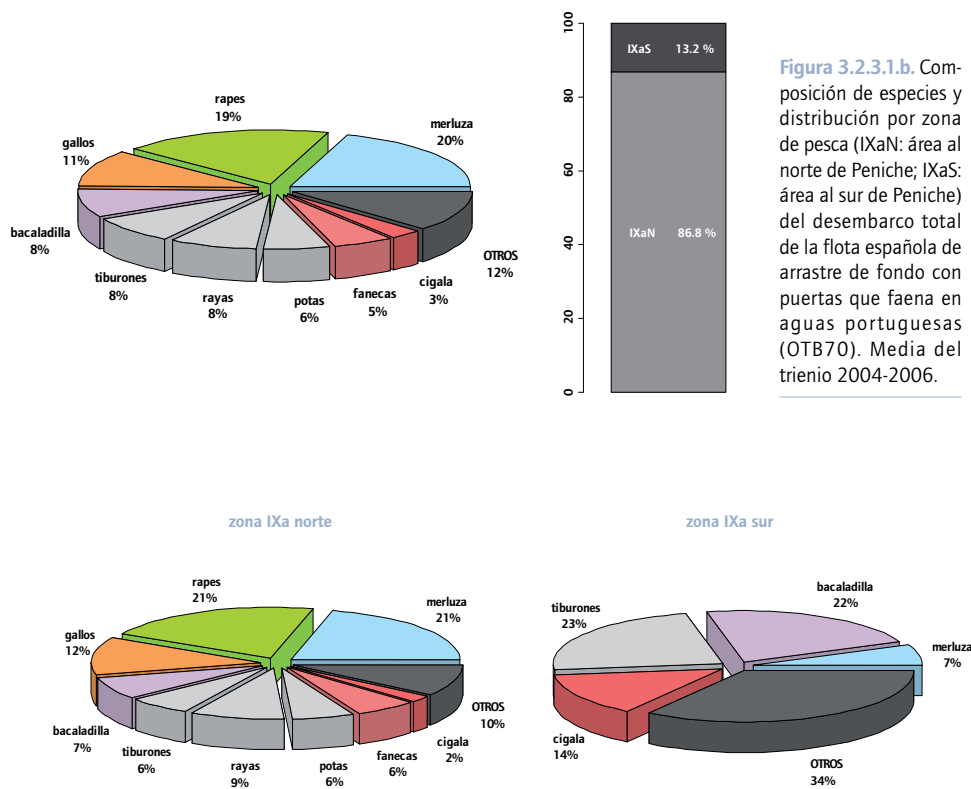 rapes
19%
merluza
20%
gallos
11%
bacaladilla
8%
tiburones
8%
rayas
8%
potas
6%
fanecas
5%
cigala
3%
OTROS
12%
100
80
60
40
20
0
IXaS 13.2 %
IXaN 86.8 %
Figura 3.2.3.1.b. Com-
posición de especies y
distribución por zona
de pesca (IXaN: área al
norte de Peniche; IXaS:
área al sur de Peniche)
del desembarco total
de la flota española de
arrastre de fondo con
puertas que faena en
aguas portuguesas
(OTB70). Media del
trienio 2004-2006.
zona IXa norte
rapes
21%
merluza
21%
gallos
12%
bacaladilla
7%
tiburones
6%
rayas
9%
potas
6%
fanecas
6%
cigala
2%
OTROS
10%
zona IXa sur
bacaladilla
22%
tiburones
23%
merluza
7%
cigala
14%
OTROS
34%